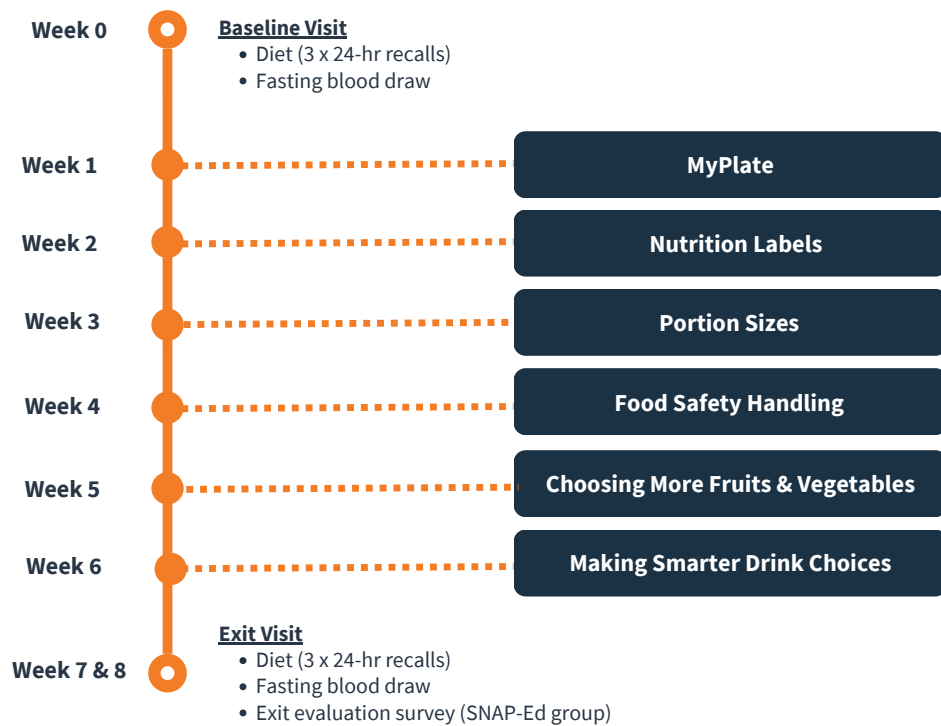 Week 0
Baseline Visit
• Diet (3 x 24-hr recalls)
• Fasting blood draw
Week 1
MyPlate
Week 2
Nutrition Labels
Week 3
Portion Sizes
Week 4
Food Safety Handling
Week 5
Choosing More Fruits & Vegetables
Week 6
Making Smarter Drink Choices
Week 7 & 8
Exit Visit
• Diet (3 x 24-hr recalls)
• Fasting blood draw
• Exit evaluation survey (SNAP-Ed group)